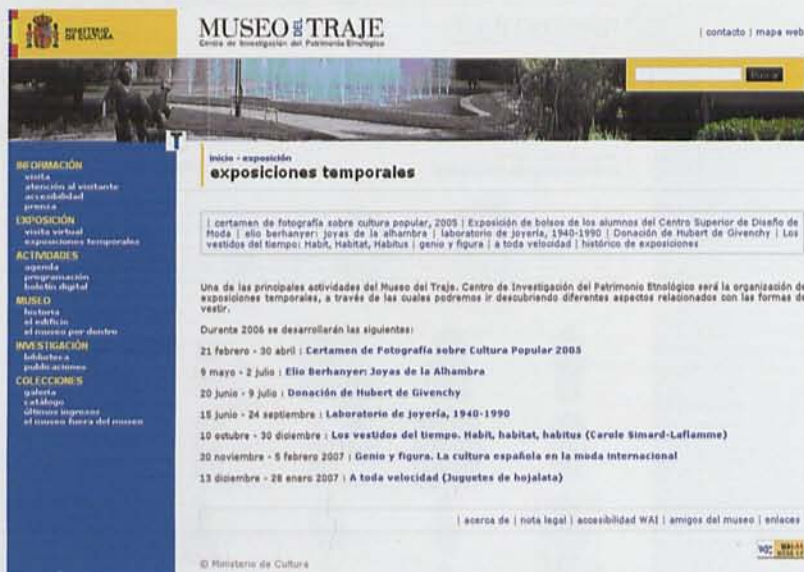 MINISTERIO
DE CULTURA
MUSEO DEL TRAJE
Centro de Investigación del Patrimonio Etnológico
| contacto | mapa web
Buscar
T
INFORMACIÓN
visita
atención al visitante
accesibilidad
prensa
EXPOSICIÓN
visita virtual
exposiciones temporales
ACTIVIDADES
agenda
programación
boletín digital
MUSEO
historia
el edificio
el museo por dentro
INVESTIGACIÓN
biblioteca
publicaciones
COLECCIONES
galería
catálogo
últimos ingresos
el museo fuera del museo
inicio - exposición
exposiciones temporales
| certamen de fotografía sobre cultura popular, 2005 | Exposición de bolsos de los alumnos del Centro Superior de Diseño de
Moda | elio berhanyer: joyas de la alhambra | laboratorio de joyería, 1940-1990 | Donación de Hubert de Givenchy | Los
vestidos del tiempo: Habit, Habitat, Habitus | genio y figura | a toda velocidad | histórico de exposiciones
Una de las principales actividades del Museo del Traje. Centro de Investigación del Patrimonio Etnológico será la organización de
exposiciones temporales, a través de las cuales podremos ir descubriendo diferentes aspectos relacionados con las formas de
vestir.
Durante 2006 se desarrollarán las siguientes:
21 febrero - 30 abril : Certamen de Fotografía sobre Cultura Popular 2005
9 mayo - 2 julio : Elio Berhanyer: Joyas de la Alhambra
20 junio - 9 julio : Donación de Hubert de Givenchy
15 junio - 24 septiembre : Laboratorio de joyería, 1940-1990
10 octubre - 30 diciembre : Los vestidos del tiempo. Habit, habitat, habitus (Carole Simard-Laflamme)
20 noviembre - 5 febrero 2007 : Genio y figura. La cultura española en la moda internacional
13 diciembre - 28 enero 2007 : A toda velocidad (Juguetes de hojalata)
| acerca de | nota legal | accesibilidad WAI | amigos del museo | enlaces
W3C
© Ministerio de Cultura